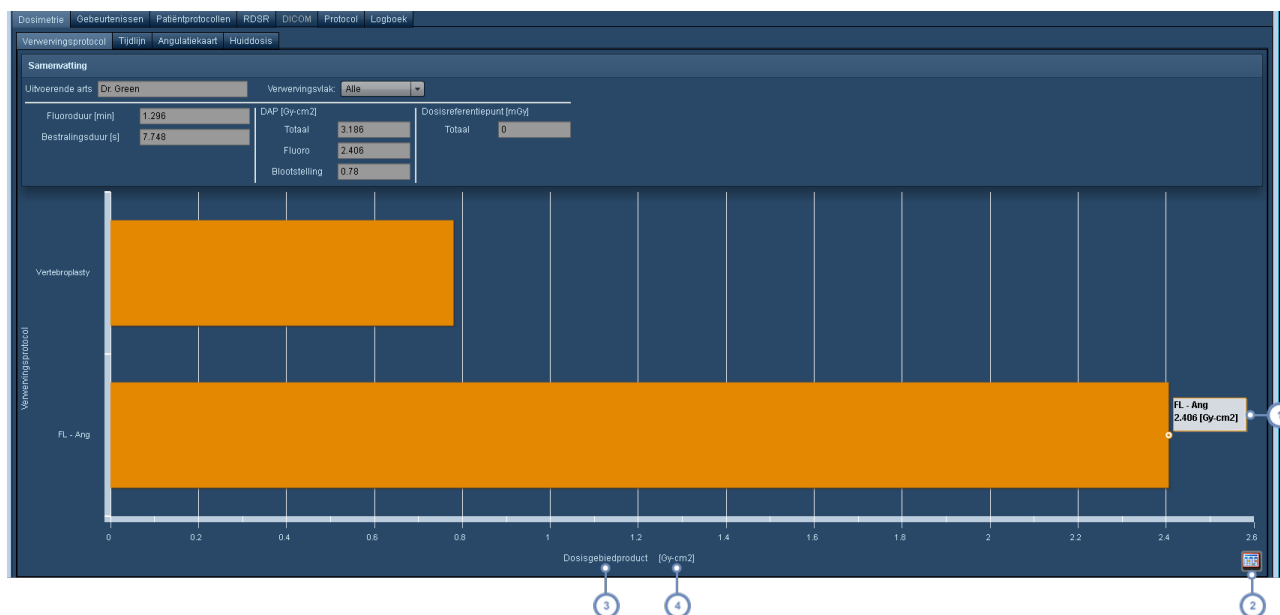 Dosimetrie Gebeurtenissen Patiëntprotocollen RDSR DICOM Protocol Logboek
Verwervingsprotocol Tijdlijn Angulatiekaart Huiddosis
Samenvatting
Uitvoerende arts Dr. Green Verwervingsvlak: Alle
Fluoroduur [min] 1.296 DAP [Gy-cm2] Dosisreferentiepunt [mGy]
Bestralingsduur [s] 7.748 Totaal 3.186 Totaal 0
Fluoro 2.406
Blootstelling 0.78
Vertebroplasty
Verwervingsprotocol
FL - Ang
FL - Ang
2.406 [Gy-cm2]
1
0 0.2 0.4 0.6 0.8 1 1.2 1.4 1.6 1.8 2 2.2 2.4 2.6
Dosisgebiedproduct [Gy-cm2]
3 4 2